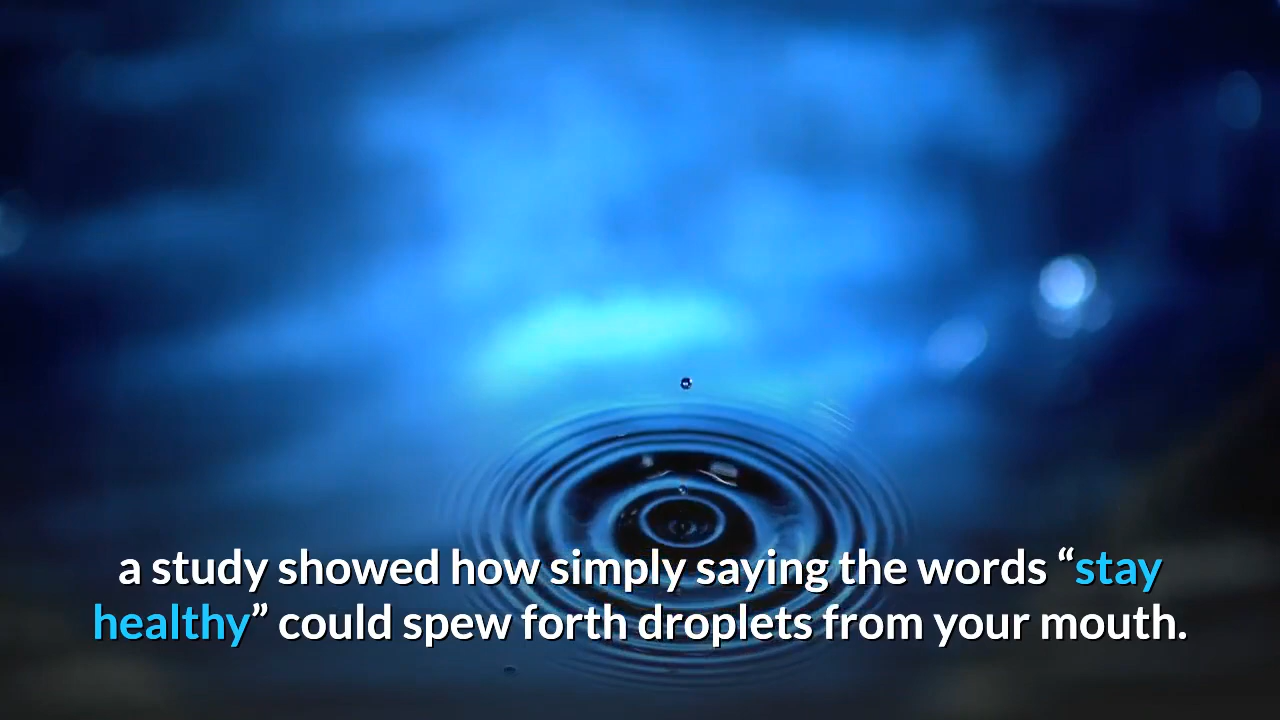 a study showed how simply saying the words “stay
healthy” could spew forth droplets from your mouth.